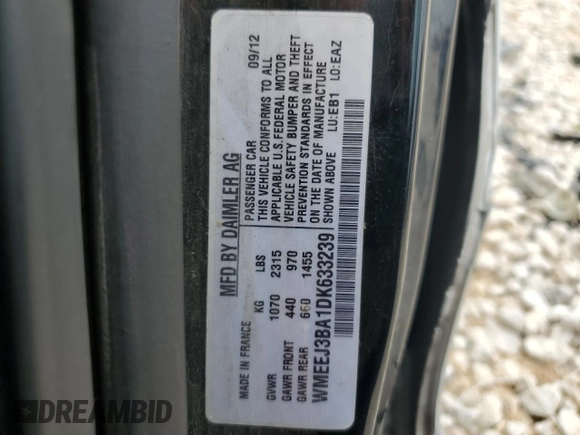 MFD BY DAIMLER AG
PASSENGER CAR 09/12
THIS VEHICLE CONFORMS TO ALL
APPLICABLE U.S.FEDERAL MOTOR
VEHICLE SAFETY BUMPER AND THEFT
PREVENTION STANDARDS IN EFFECT
ON THE DATE OF MANUFACTURE
SHOWN ABOVE LU:EB1 LO:EAZ
MADE IN FRANCE KG LBS
GVWR 1070 2315
GAWR FRONT 440 970
GAWR REAR 660 1455
WMEEJ3BA1DK633239
DREAMBID